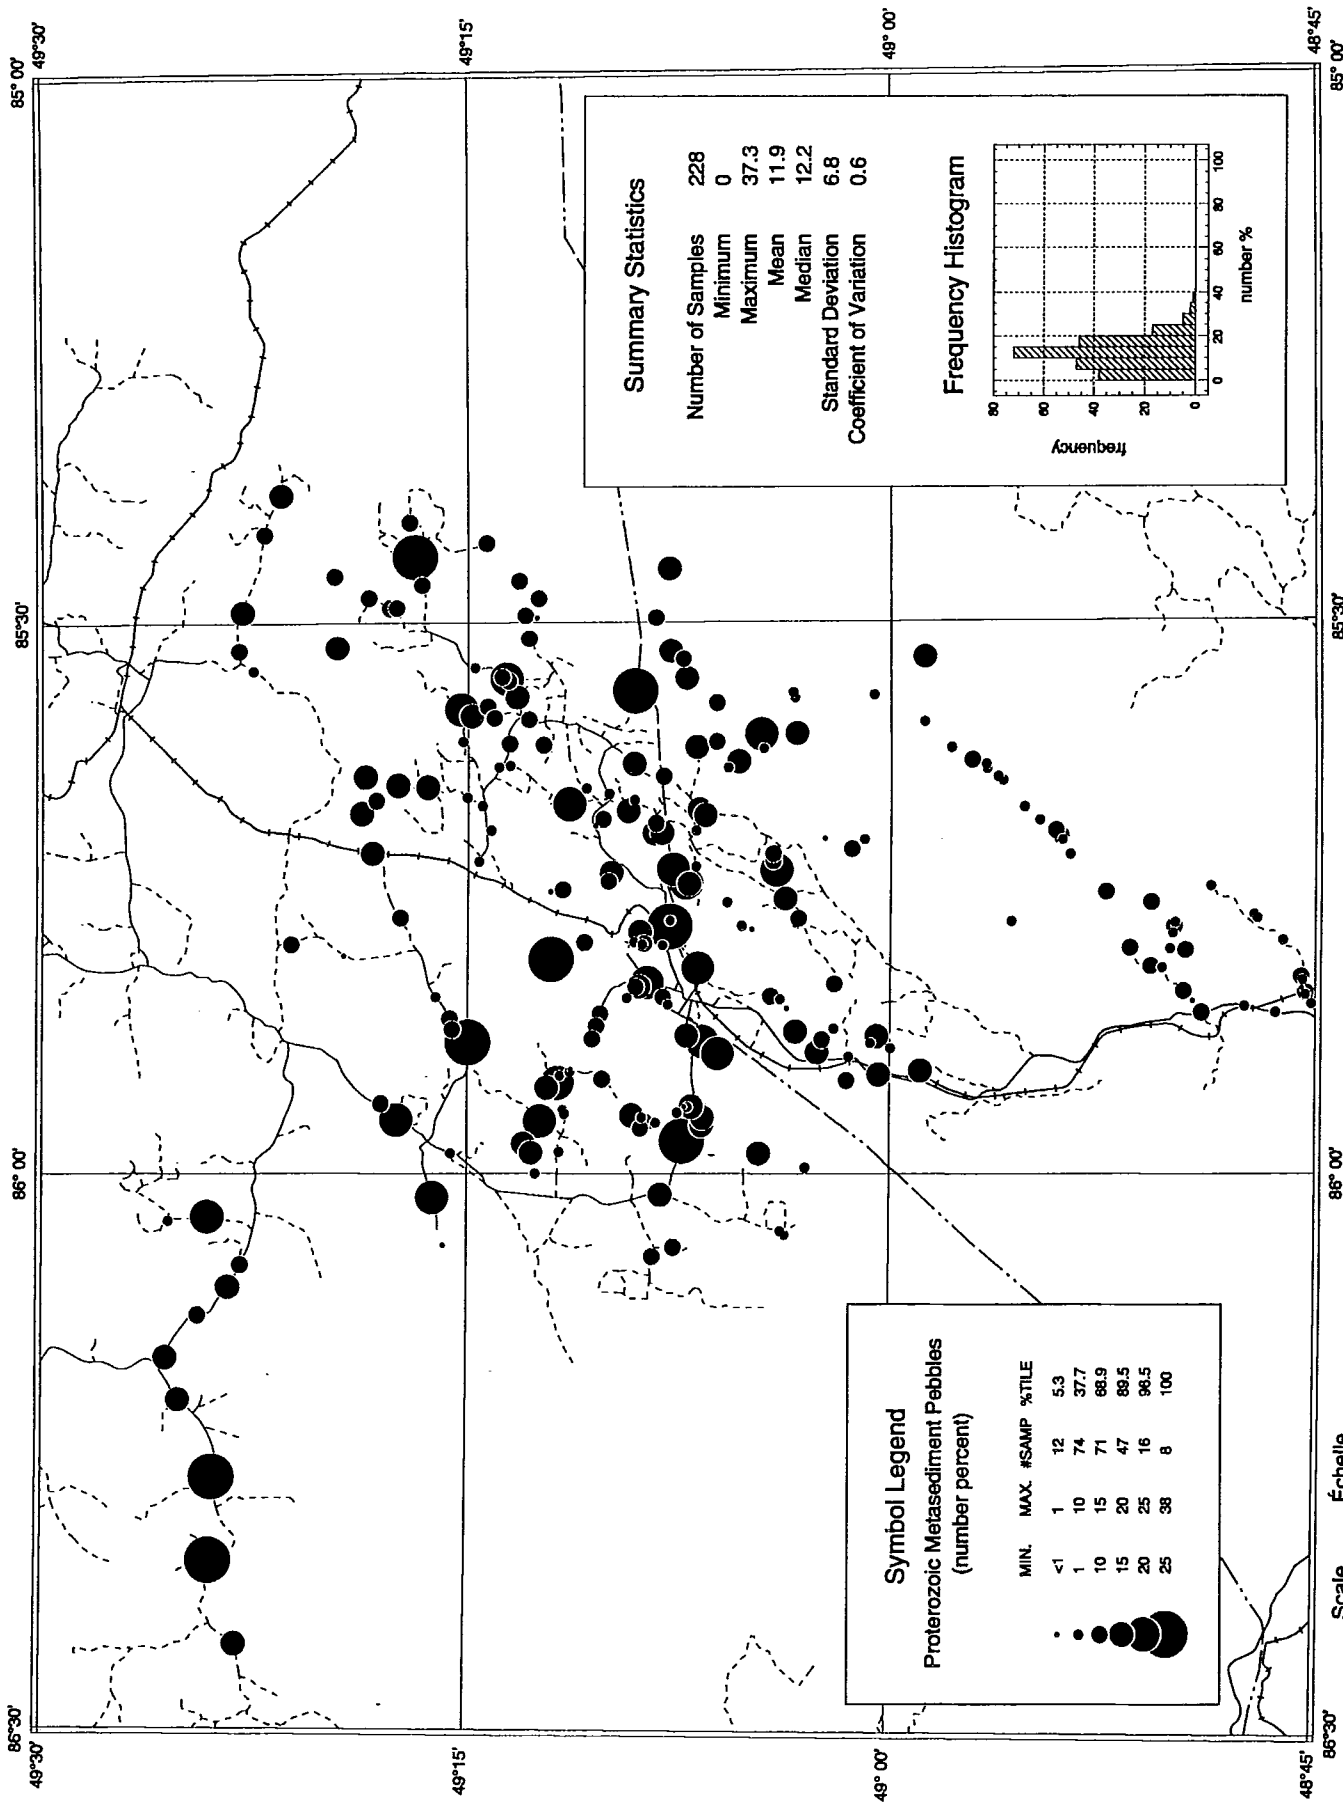 86°30'
86° 00'
85°30'
85° 00'
49°30'
49°30'
49°15'
49°15'
49° 00'
49° 00'
48°45'
48°45'
86°30'
86° 00'
85°30'
85° 00'
Summary Statistics
Number of Samples 228
Minimum 0
Maximum 37.3
Mean 11.9
Median 12.2
Standard Deviation 6.8
Coefficient of Variation 0.6
Frequency Histogram
frequency
80
60
40
20
0
0 20 40 60 80 100
number %
Symbol Legend
Proterozoic Metasediment Pebbles
(number percent)
MIN. MAX. #SAMP %TILE
<1 1 12 5.3
1 10 74 37.7
10 15 71 68.9
15 20 47 89.5
20 25 16 96.5
25 38 8 100
Scale Échelle